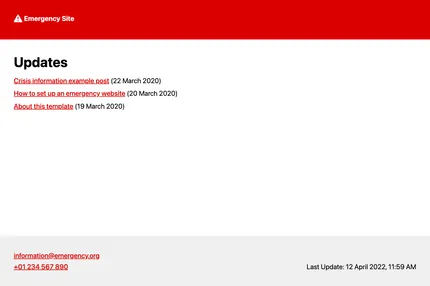 Emergency Site
Updates
Crisis information example post (22 March 2020)
How to set up an emergency website (20 March 2020)
About this template (19 March 2020)
information@emergency.org
+01 234 567 890
Last Update: 12 April 2022, 11:59 AM